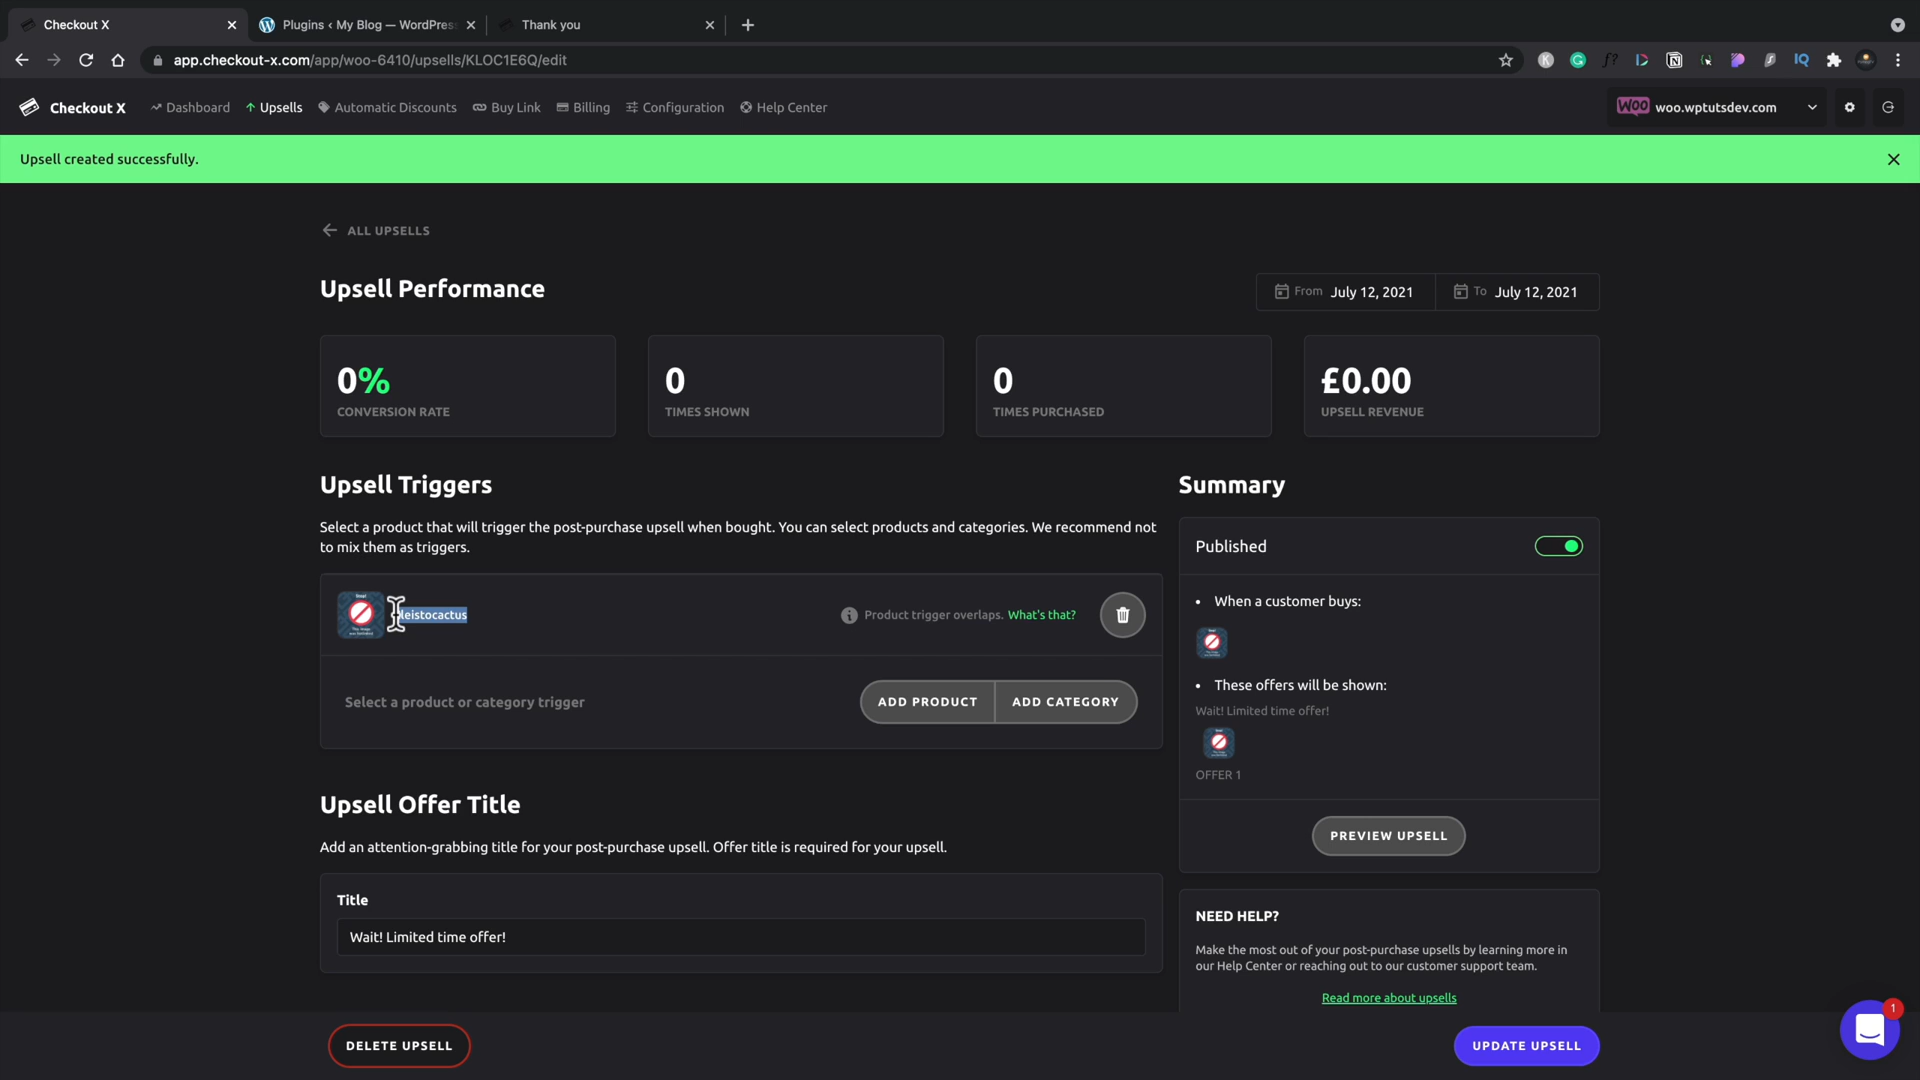 Checkout X
Plugins ‹ My Blog — WordPress
Thank you
app.checkout-x.com/app/woo-6410/upsells/KLOC1E6Q/edit
Checkout X
Dashboard
Upsells
Automatic Discounts
Buy Link
Billing
Configuration
Help Center
WOO
woo.wptutsdev.com
Upsell created successfully.
ALL UPSELLS
Upsell Performance
From July 12, 2021
To July 12, 2021
0%
CONVERSION RATE
0
TIMES SHOWN
0
TIMES PURCHASED
£0.00
UPSELL REVENUE
Upsell Triggers
Select a product that will trigger the post-purchase upsell when bought. You can select products and categories. We recommend not
to mix them as triggers.
leistocactus
Product trigger overlaps. What's that?
Select a product or category trigger
ADD PRODUCT
ADD CATEGORY
Upsell Offer Title
Add an attention-grabbing title for your post-purchase upsell. Offer title is required for your upsell.
Title
Wait! Limited time offer!
Summary
Published
When a customer buys:
These offers will be shown:
Wait! Limited time offer!
OFFER 1
PREVIEW UPSELL
NEED HELP?
Make the most out of your post-purchase upsells by learning more in
our Help Center or reaching out to our customer support team.
Read more about upsells
DELETE UPSELL
UPDATE UPSELL
1